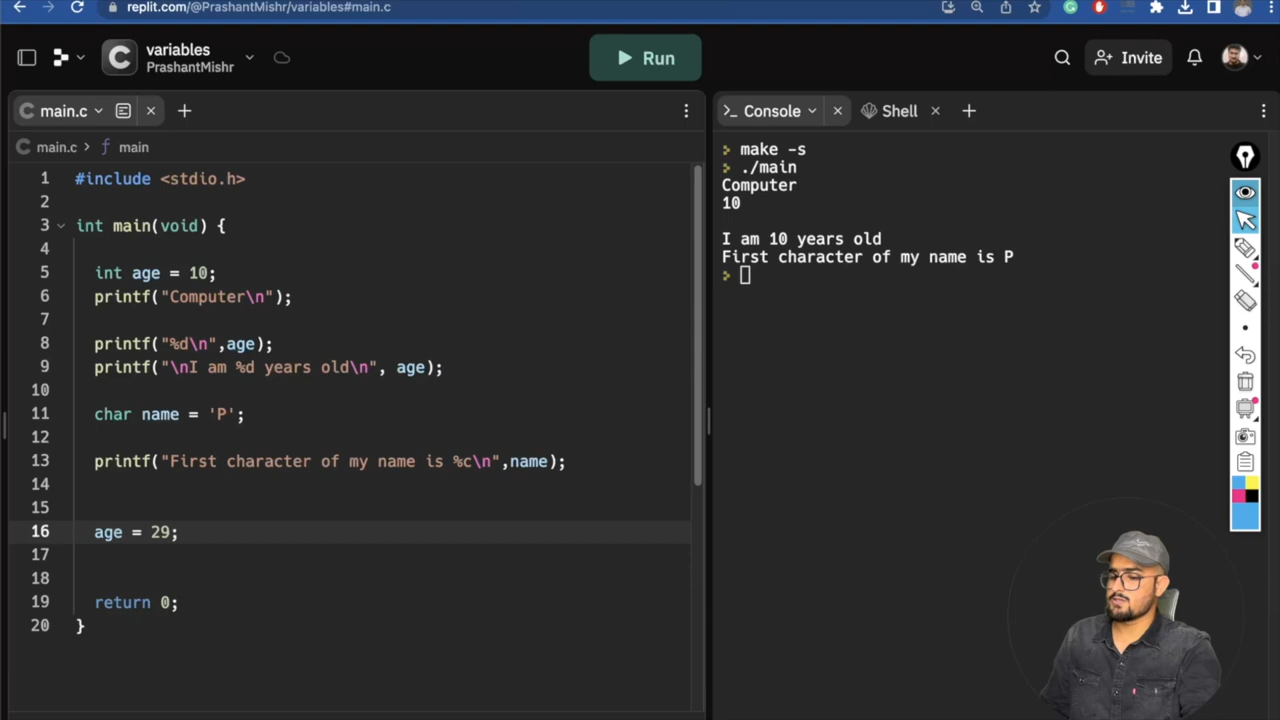 replit.com/@PrashantMishr/variables#main.c
variables
PrashantMishr
Run
Invite
main.c
Console
Shell
main.c > f main
1 #include <stdio.h>
2
3 int main(void) {
4
5 int age = 10;
6 printf("Computer\n");
7
8 printf("%d\n",age);
9 printf("\nI am %d years old\n", age);
10
11 char name = 'P';
12
13 printf("First character of my name is %c\n",name);
14
15
16 age = 29;
17
18
19 return 0;
20 }
> make -s
> ./main
Computer
10
I am 10 years old
First character of my name is P
>